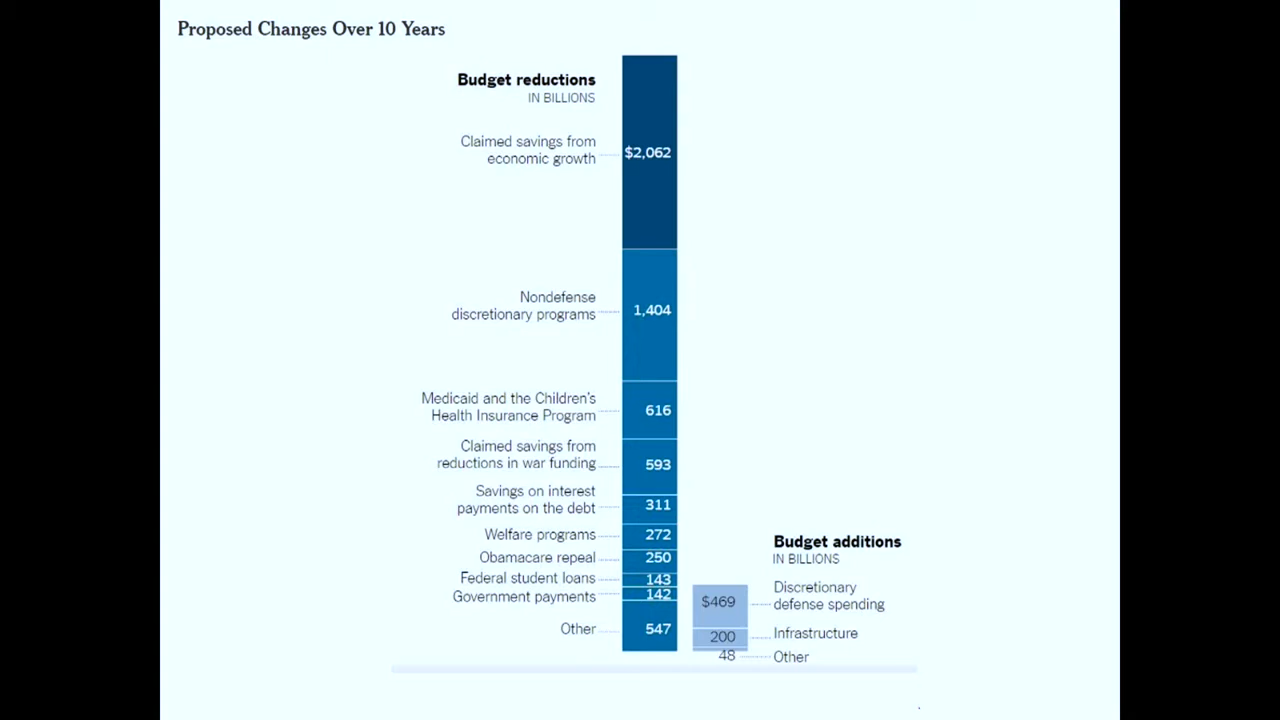 Proposed Changes Over 10 Years
Budget reductions
IN BILLIONS
Claimed savings from
economic growth
$2,062
Nondefense
discretionary programs
1,404
Medicaid and the Children's
Health Insurance Program
616
Claimed savings from
reductions in war funding
593
Savings on interest
payments on the debt
311
Welfare programs
272
Obamacare repeal
250
Federal student loans
143
Government payments
142
Other
547
Budget additions
IN BILLIONS
$469
Discretionary
defense spending
200
Infrastructure
48
Other